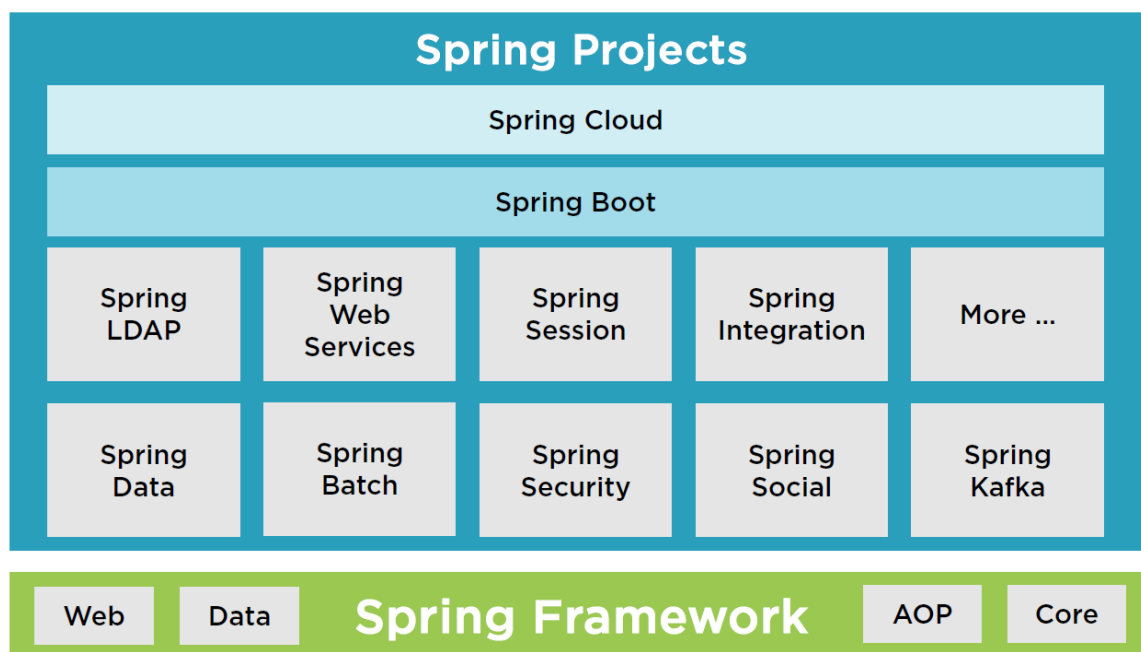 Spring Projects
Spring Cloud
Spring Boot
Spring
LDAP
Spring
Web
Services
Spring
Session
Spring
Integration
More ...
Spring
Data
Spring
Batch
Spring
Security
Spring
Social
Spring
Kafka
Web
Data
Spring Framework
AOP
Core